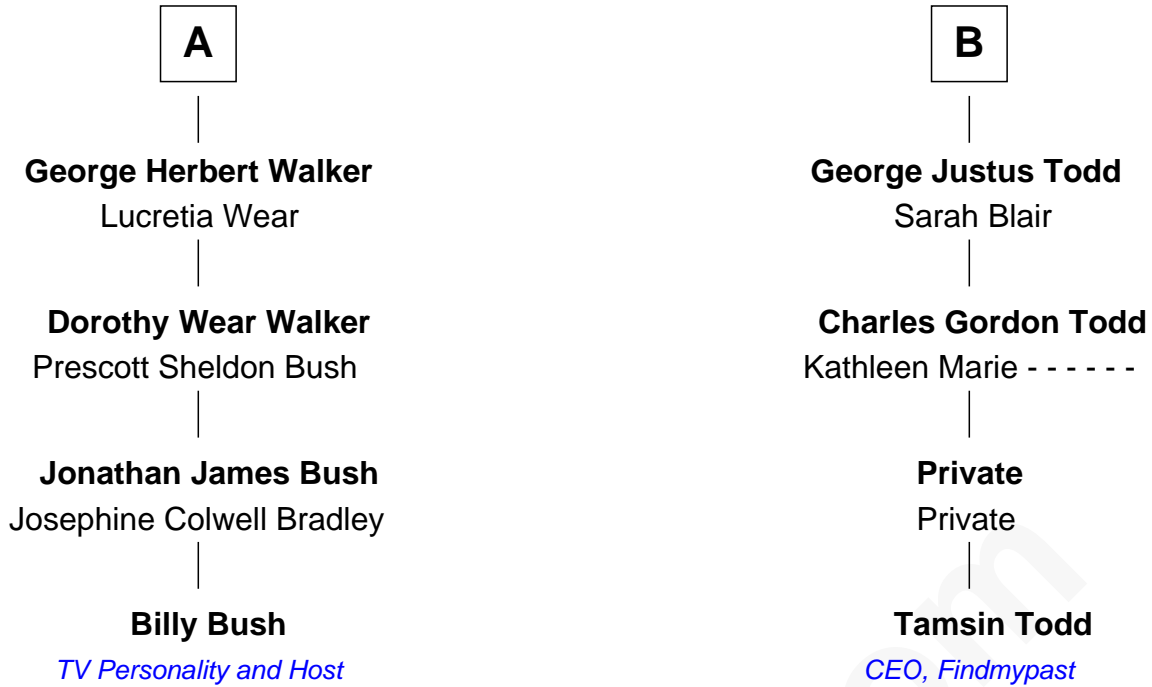 A
George Herbert Walker
Lucretia Wear
Dorothy Wear Walker
Prescott Sheldon Bush
Jonathan James Bush
Josephine Colwell Bradley
Billy Bush
TV Personality and Host
B
George Justus Todd
Sarah Blair
Charles Gordon Todd
Kathleen Marie - - - - - -
Private
Private
Tamsin Todd
CEO, Findmypast